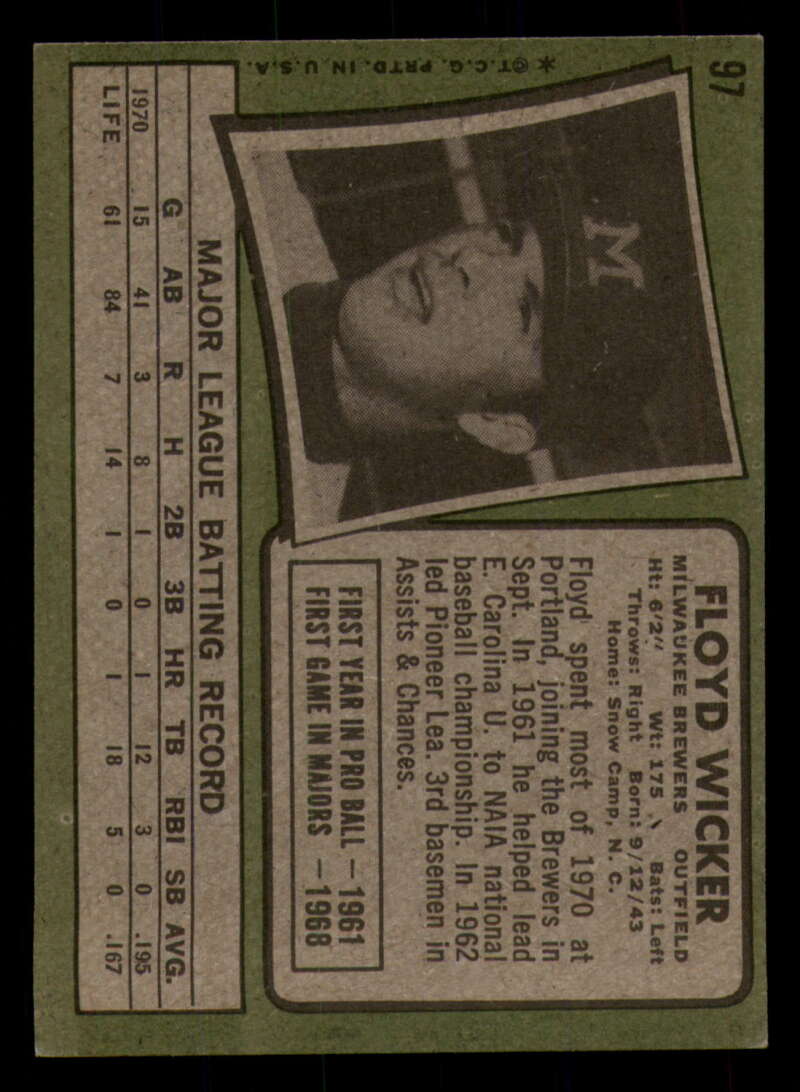 97
✶©T.C.G. PRTD. IN U.S.A.
M
FLOYD WICKER
MILWAUKEE BREWERS OUTFIELD
Ht: 6'2" Wt: 175 Bats: Left
Throws: Right Born: 9/12/43
Home: Snow Camp, N. C.
Floyd spent most of 1970 at
Portland, joining the Brewers in
Sept. In 1961 he helped lead
E. Carolina U. to NAIA national
baseball championship. In 1962
led Pioneer Lea. 3rd basemen in
Assists & Chances.
FIRST YEAR IN PRO BALL — 1961
FIRST GAME IN MAJORS — 1968
MAJOR LEAGUE BATTING RECORD
G AB R H 2B 3B HR TB RBI SB AVG.
1970 15 41 3 8 1 0 1 12 3 0 .195
LIFE 61 84 7 14 1 0 1 18 5 0 .167